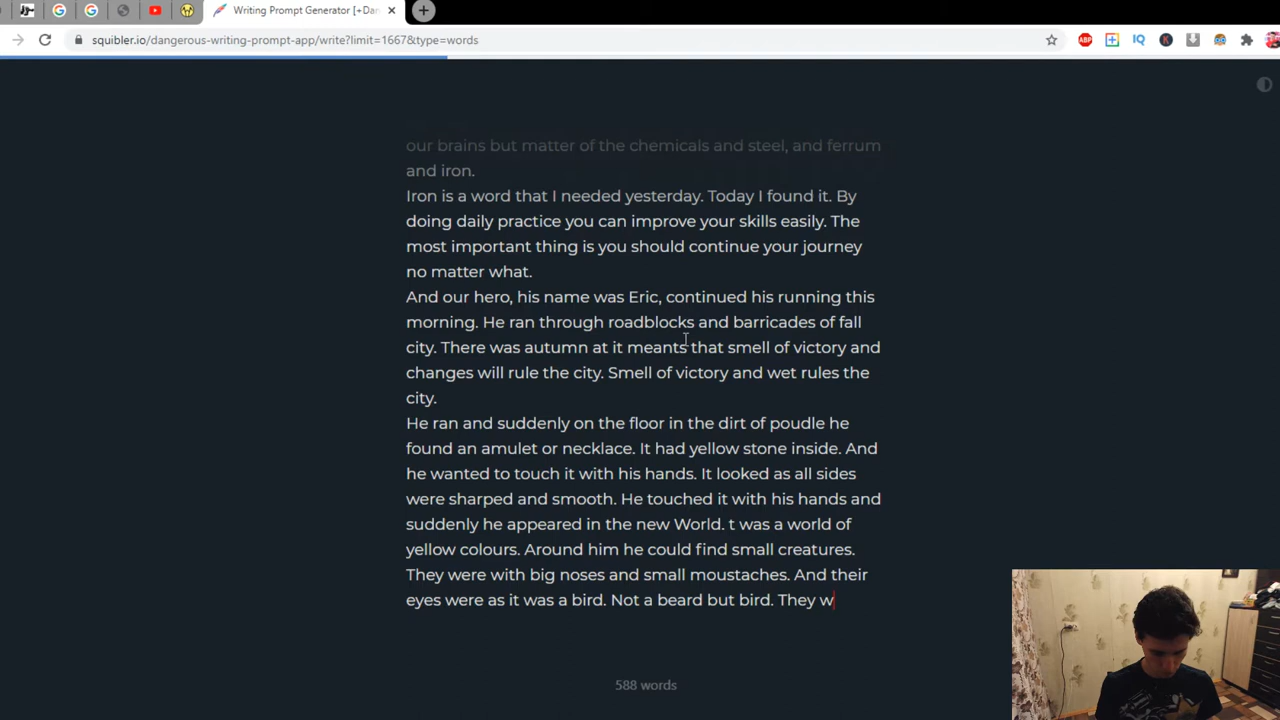 Writing Prompt Generator [+Dan
squibler.io/dangerous-writing-prompt-app/write?limit=1667&type=words
ABP
IQ
K
our brains but matter of the chemicals and steel, and ferrum
and iron.
Iron is a word that I needed yesterday. Today I found it. By
doing daily practice you can improve your skills easily. The
most important thing is you should continue your journey
no matter what.
And our hero, his name was Eric, continued his running this
morning. He ran through roadblocks and barricades of fall
city. There was autumn at it meants that smell of victory and
changes will rule the city. Smell of victory and wet rules the
city.
He ran and suddenly on the floor in the dirt of poudle he
found an amulet or necklace. It had yellow stone inside. And
he wanted to touch it with his hands. It looked as all sides
were sharped and smooth. He touched it with his hands and
suddenly he appeared in the new World. t was a world of
yellow colours. Around him he could find small creatures.
They were with big noses and small moustaches. And their
eyes were as it was a bird. Not a beard but bird. They w
588 words